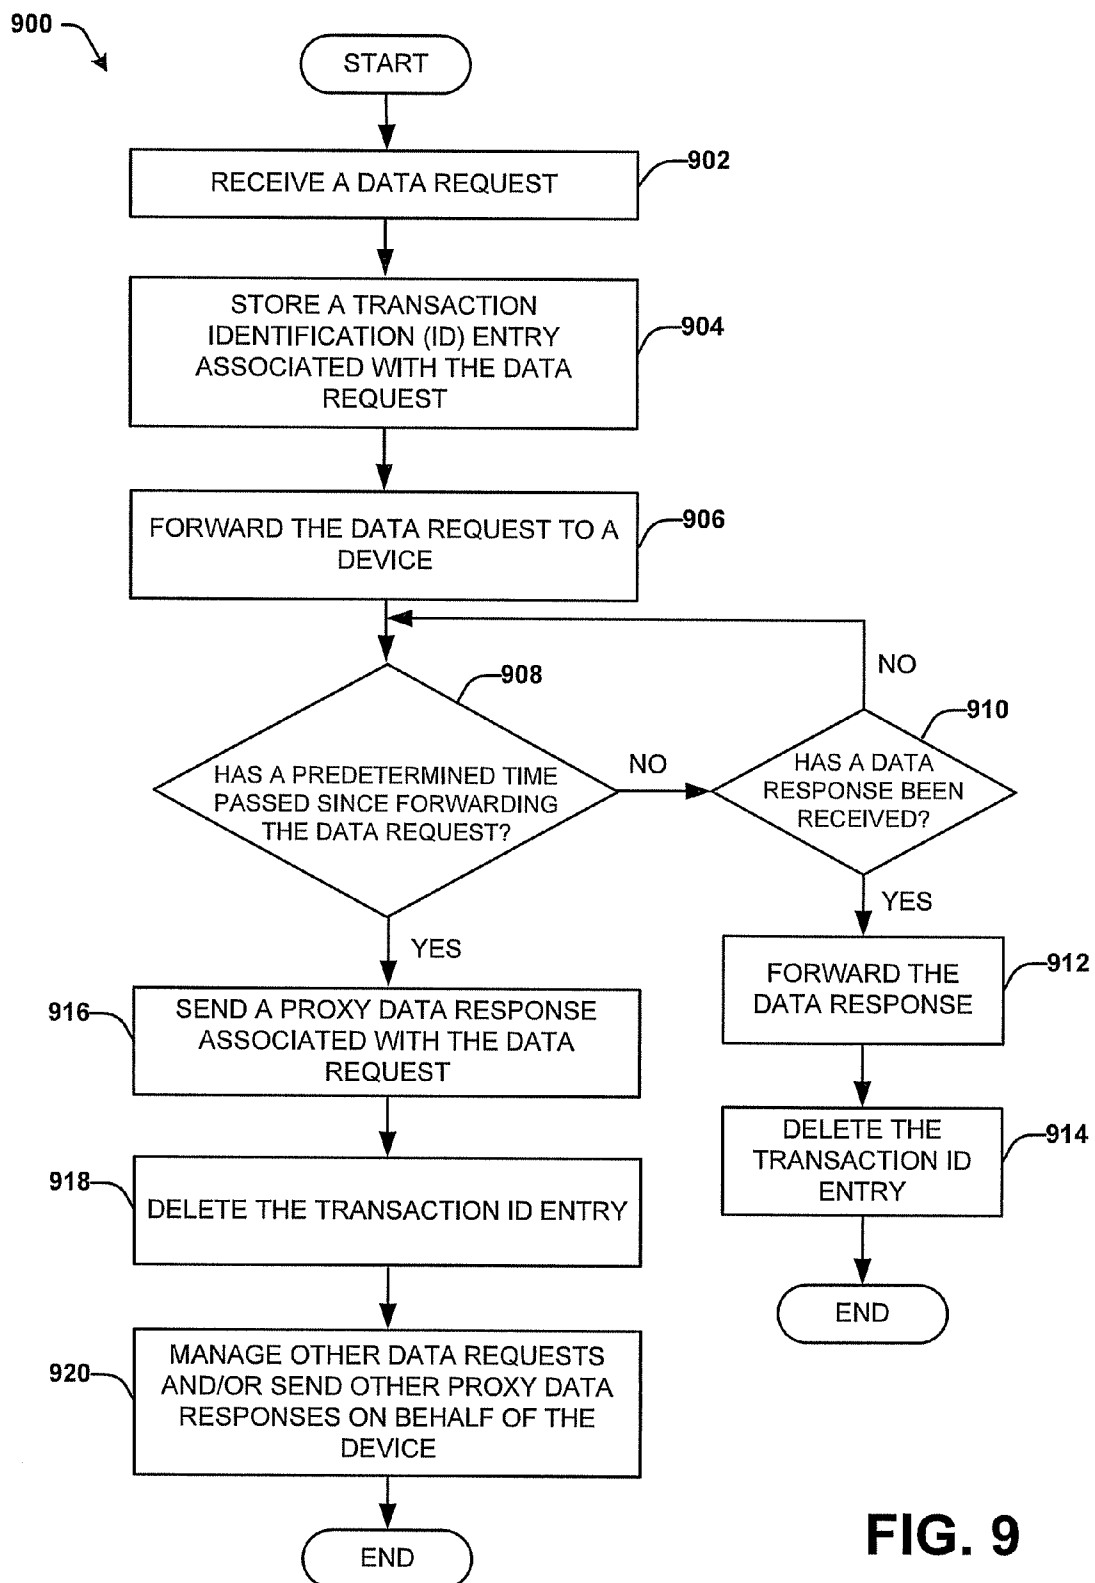 900
START
RECEIVE A DATA REQUEST
902
STORE A TRANSACTION
IDENTIFICATION (ID) ENTRY
ASSOCIATED WITH THE DATA
REQUEST
904
FORWARD THE DATA REQUEST TO A
DEVICE
906
HAS A PREDETERMINED TIME
PASSED SINCE FORWARDING
THE DATA REQUEST?
908
NO
HAS A DATA
RESPONSE BEEN
RECEIVED?
910
NO
YES
FORWARD THE
DATA RESPONSE
912
DELETE THE
TRANSACTION ID
ENTRY
914
END
YES
916
SEND A PROXY DATA RESPONSE
ASSOCIATED WITH THE DATA
REQUEST
918
DELETE THE TRANSACTION ID ENTRY
920
MANAGE OTHER DATA REQUESTS
AND/OR SEND OTHER PROXY DATA
RESPONSES ON BEHALF OF THE
DEVICE
END
FIG. 9